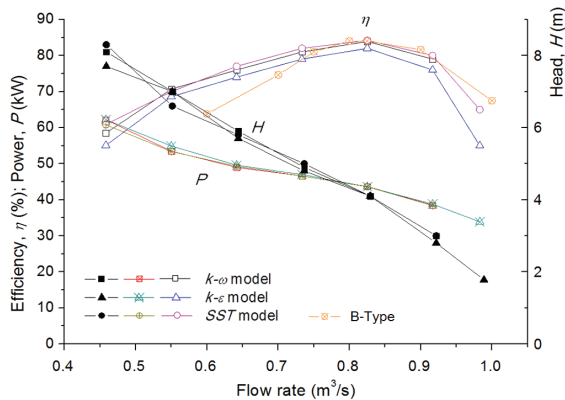 η
90
80
70
60
50
40
30
20
10
0
Efficiency, η (%); Power, P (kW)
8
6
4
2
0
Head, H (m)
H
P
k-ω model
k-ε model
SST model
B-Type
0.4 0.5 0.6 0.7 0.8 0.9 1.0
Flow rate (m³/s)